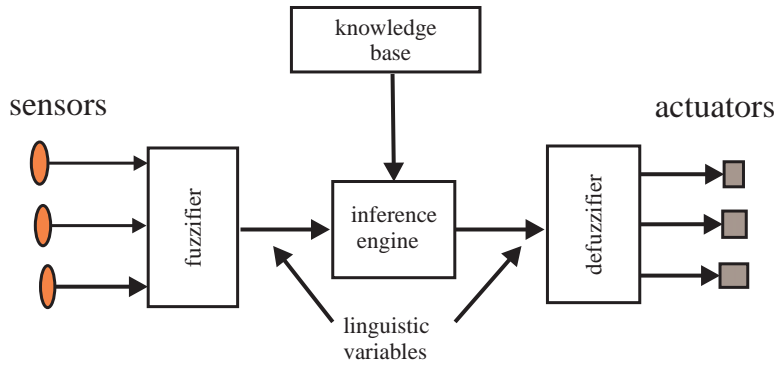 knowledge
base
sensors
actuators
fuzzifier
inference
engine
defuzzifier
linguistic
variables